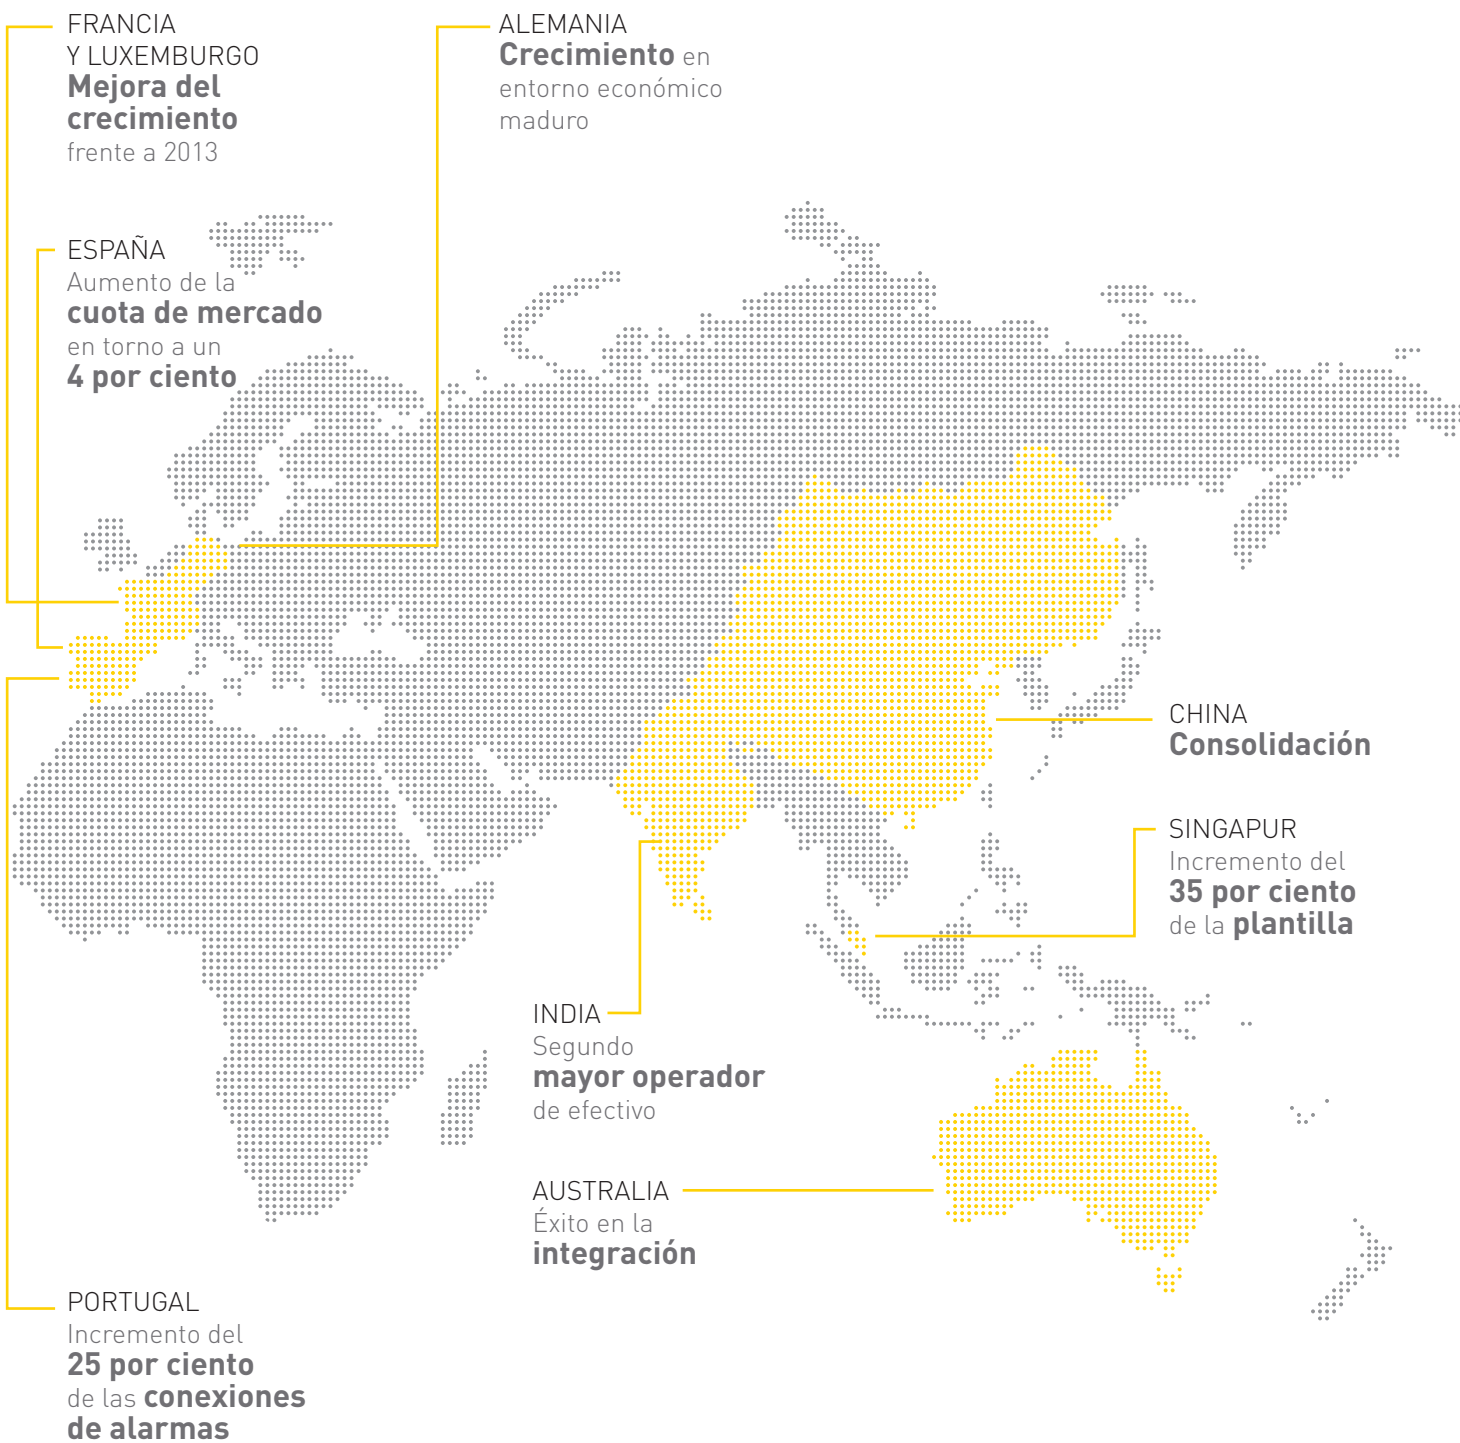 FRANCIA
Y LUXEMBURGO
Mejora del
crecimiento
frente a 2013
ALEMANIA
Crecimiento en
entorno económico
maduro
ESPAÑA
Aumento de la
cuota de mercado
en torno a un
4 por ciento
CHINA
Consolidación
SINGAPUR
Incremento del
35 por ciento
de la plantilla
INDIA
Segundo
mayor operador
de efectivo
AUSTRALIA
Éxito en la
integración
PORTUGAL
Incremento del
25 por ciento
de las conexiones
de alarmas